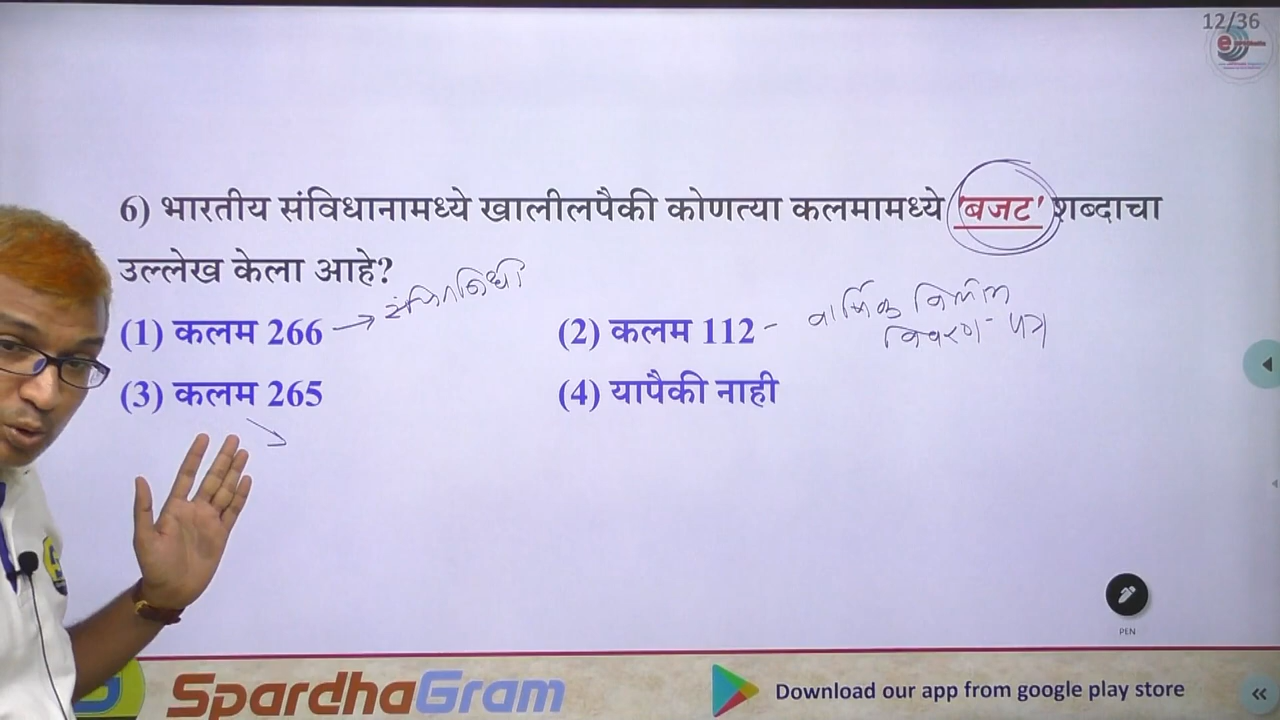 12/36
6) भारतीय संविधानामध्ये खालीलपैकी कोणत्या कलमामध्ये 'बजट' शब्दाचा
उल्लेख केला आहे?
(1) कलम 266 → संचितनिधी
(2) कलम 112 - वार्षिक वित्तीय
विवरण - पत्र
(3) कलम 265
(4) यापैकी नाही
PEN
SpardhaGram
Download our app from google play store